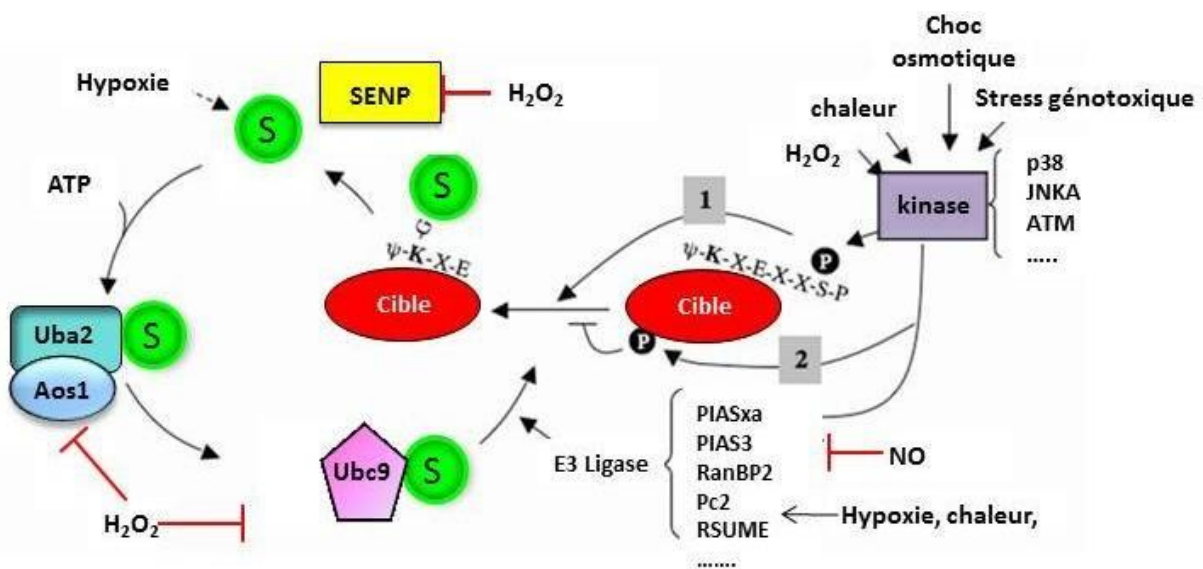 Choc
osmotique
Hypoxie
S
SENP
H₂O₂
chaleur
Stress génotoxique
H₂O₂
p38
JNKA
ATM
.....
kinase
ATP
S
G
ψ-K-X-E
Cible
1
P
ψ-K-X-E-X-X-S-P
Cible
P
2
Uba2
S
Aos1
Ubc9
S
E3 Ligase
PIASxa
PIAS3
RanBP2
Pc2
RSUME
.......
NO
Hypoxie, chaleur,
H₂O₂